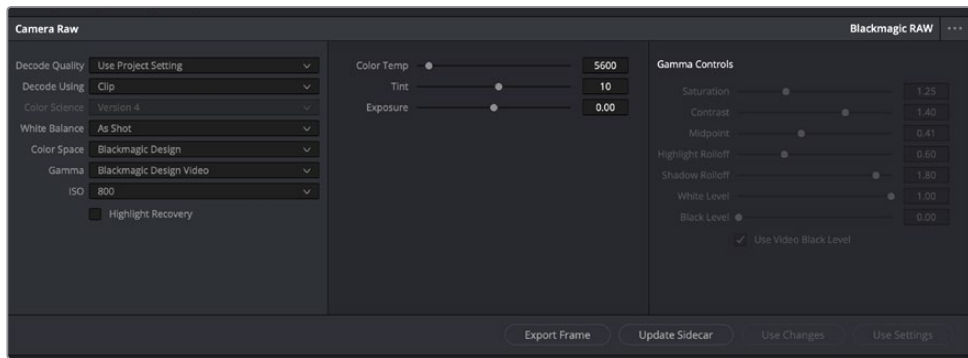 Camera Raw
Blackmagic RAW
Decode Quality Use Project Setting
Decode Using Clip
Color Science Version 4
White Balance As Shot
Color Space Blackmagic Design
Gamma Blackmagic Design Video
ISO 800
Highlight Recovery
Color Temp 5600
Tint 10
Exposure 0.00
Gamma Controls
Saturation 1.25
Contrast 1.40
Midpoint 0.41
Highlight Rolloff 0.60
Shadow Rolloff 1.80
White Level 1.00
Black Level 0.00
Use Video Black Level
Export Frame
Update Sidecar
Use Changes
Use Settings